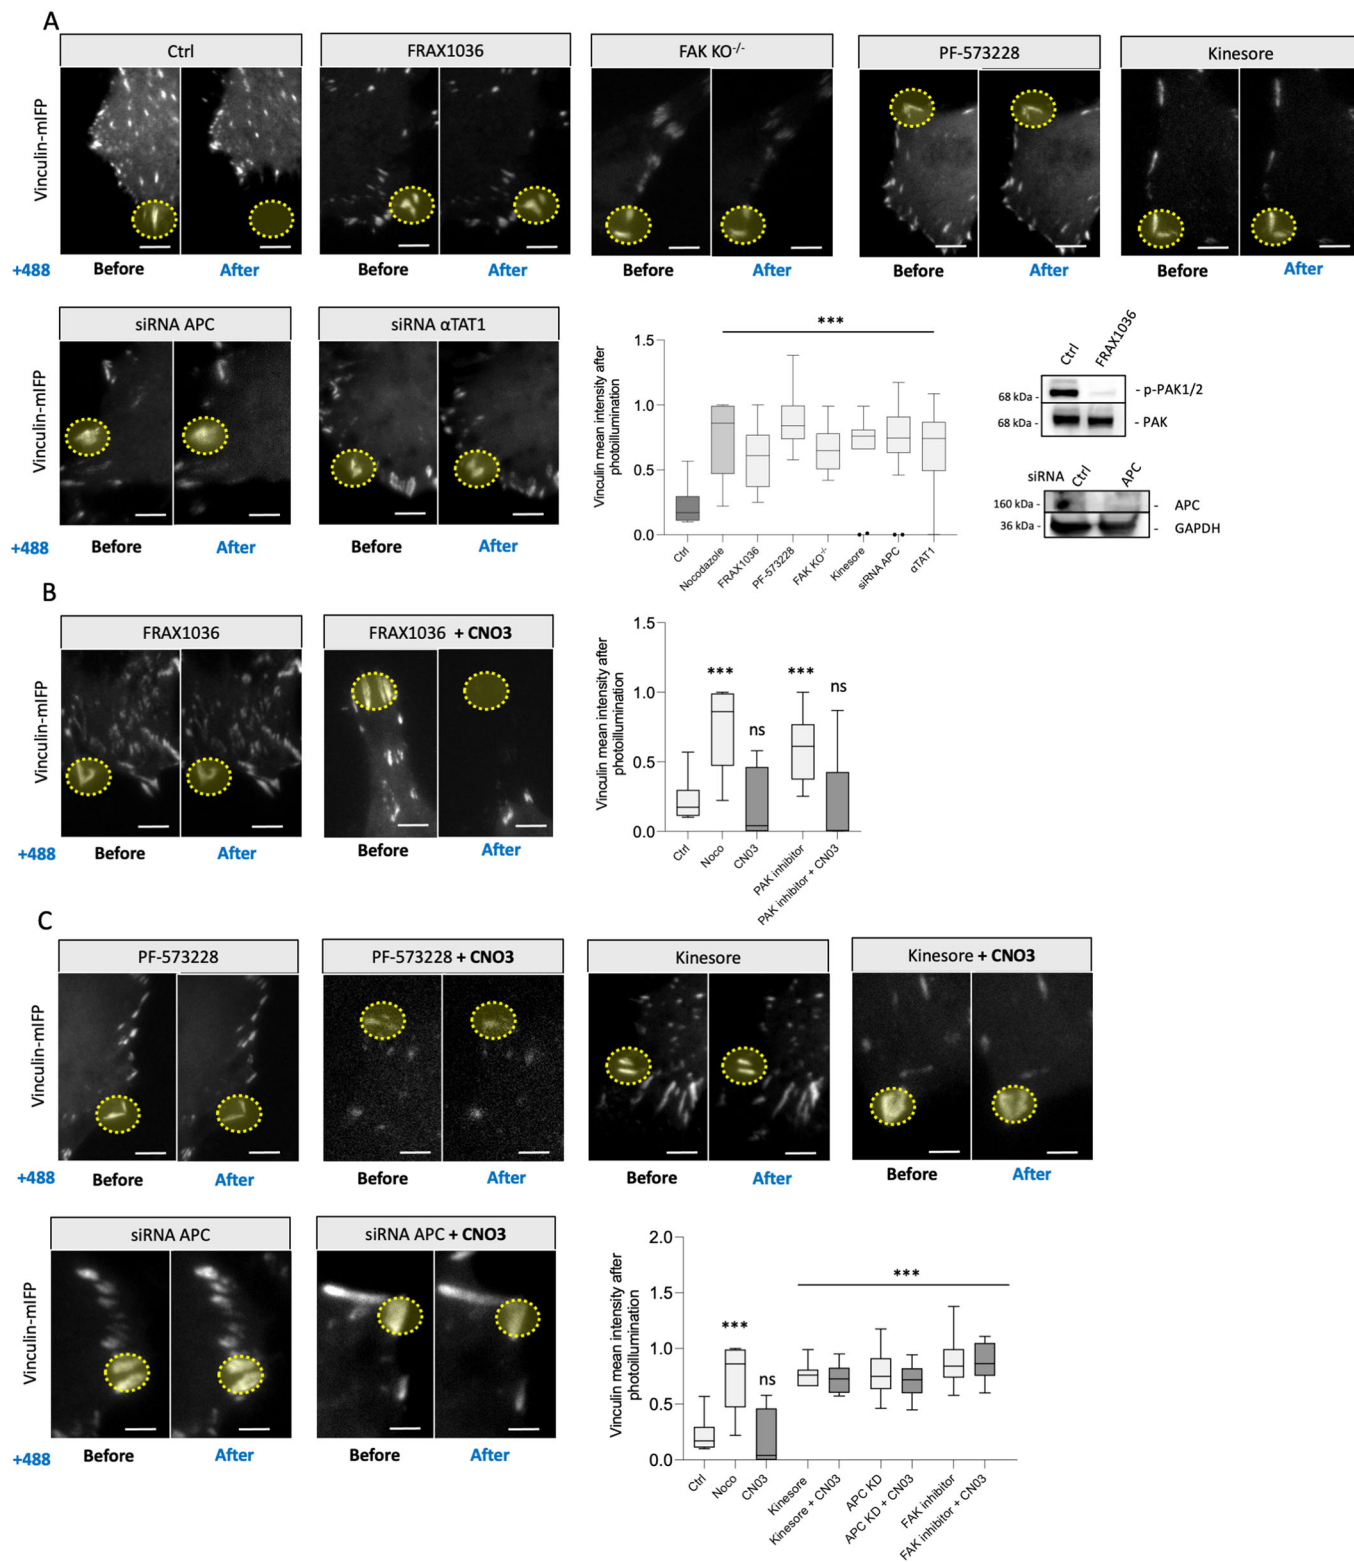 A
Ctrl
FRAX1036
FAK KO-/-
PF-573228
Kinesore
Vinculin-mIFP
+488
Before
After
Before
After
Before
After
Before
After
Before
After
siRNA APC
siRNA αTAT1
Vinculin-mIFP
+488
Before
After
Before
After
Vinculin mean intensity after
photoillumination
1.5
1.0
0.5
0.0
***
Ctrl
Nocodazole
FRAX1036
PF-573228
FAK KO-/-
Kinesore
siRNA APC
αTAT1
Ctrl
FRAX1036
68 kDa -
- p-PAK1/2
68 kDa -
- PAK
siRNA
Ctrl
APC
160 kDa -
- APC
36 kDa -
- GAPDH
B
FRAX1036
FRAX1036 + CNO3
Vinculin-mIFP
+488
Before
After
Before
After
Vinculin mean intensity after
photoillumination
1.5
1.0
0.5
0.0
***
ns
***
ns
Ctrl
Noco
CN03
PAK inhibitor
PAK inhibitor + CN03
C
PF-573228
PF-573228 + CNO3
Kinesore
Kinesore + CNO3
Vinculin-mIFP
+488
Before
After
Before
After
Before
After
Before
After
siRNA APC
siRNA APC + CNO3
Vinculin-mIFP
+488
Before
After
Before
After
Vinculin mean intensity after
photoillumination
2.0
1.5
1.0
0.5
0.0
***
ns
***
Ctrl
Noco
CN03
Kinesore
Kinesore + CN03
APC KD
APC KD + CN03
FAK inhibitor
FAK inhibitor + CN03